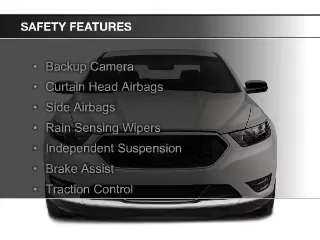 SAFETY FEATURES
• Backup Camera
• Curtain Head Airbags
• Side Airbags
• Rain Sensing Wipers
• Independent Suspension
• Brake Assist
• Traction Control